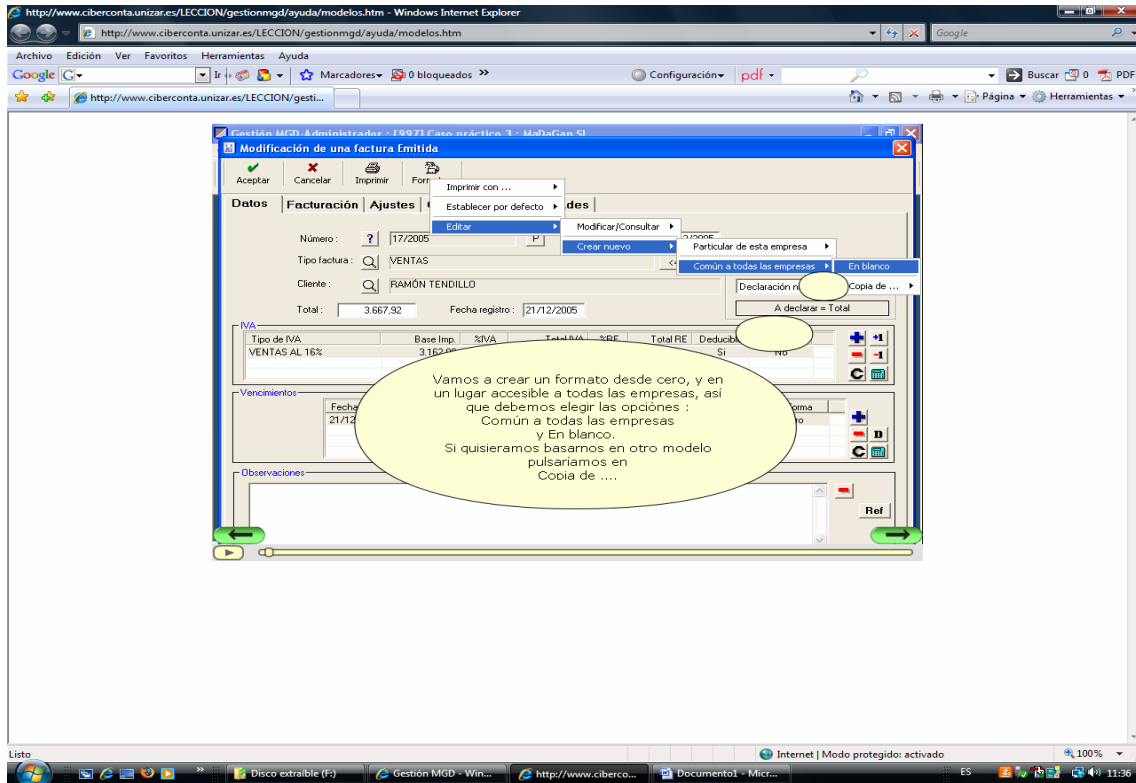 http://www.ciberconta.unizar.es/LECCION/gestionmgd/ayuda/modelos.htm - Windows Internet Explorer
http://www.ciberconta.unizar.es/LECCION/gestionmgd/ayuda/modelos.htm
Google
Archivo Edición Ver Favoritos Herramientas Ayuda
Google G Ir Marcadores 0 bloqueados » Configuración pdf Buscar 0 PDF
http://www.ciberconta.unizar.es/LECCION/gesti... Página Herramientas
Gestión MGD-Administrador : [997] Caso práctico 3 : MaDaGan SL
Modificación de una factura Emitida
Aceptar Cancelar Imprimir
Imprimir con ...
Datos Facturación Ajustes
Establecer por defecto
Editar Modificar/Consultar
Número : ? 17/2005 P
Crear nuevo Particular de esta empresa
Tipo factura : VENTAS
Común a todas las empresas En blanco
Cliente : RAMÓN TENDILLO
Copia de ...
Total : 3.667,92 Fecha registro : 21/12/2005 A declarar = Total
IVA
Tipo de IVA Base Imp. %IVA Total IVA %RE Total RE
VENTAS AL 16% Si No
+1
-1
C
Vencimientos
D
C
Vamos a crear un formato desde cero, y en
un lugar accesible a todas las empresas, así
que debemos elegir las opciónes :
Común a todas las empresas
y En blanco.
Si quisieramos basarnos en otro modelo
pulsaríamos en
Copia de ....
Observaciones
Ref
Listo Internet | Modo protegido: activado 100%
» Disco extraible (F:) Gestión MGD - Win... http://www.ciberco... Documento1 - Micr... ES 11:36